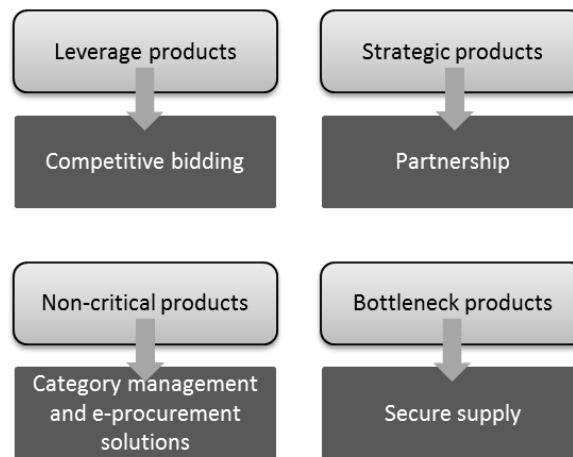 Leverage products
Strategic products
Competitive bidding
Partnership
Non-critical products
Bottleneck products
Category management
and e-procurement
solutions
Secure supply